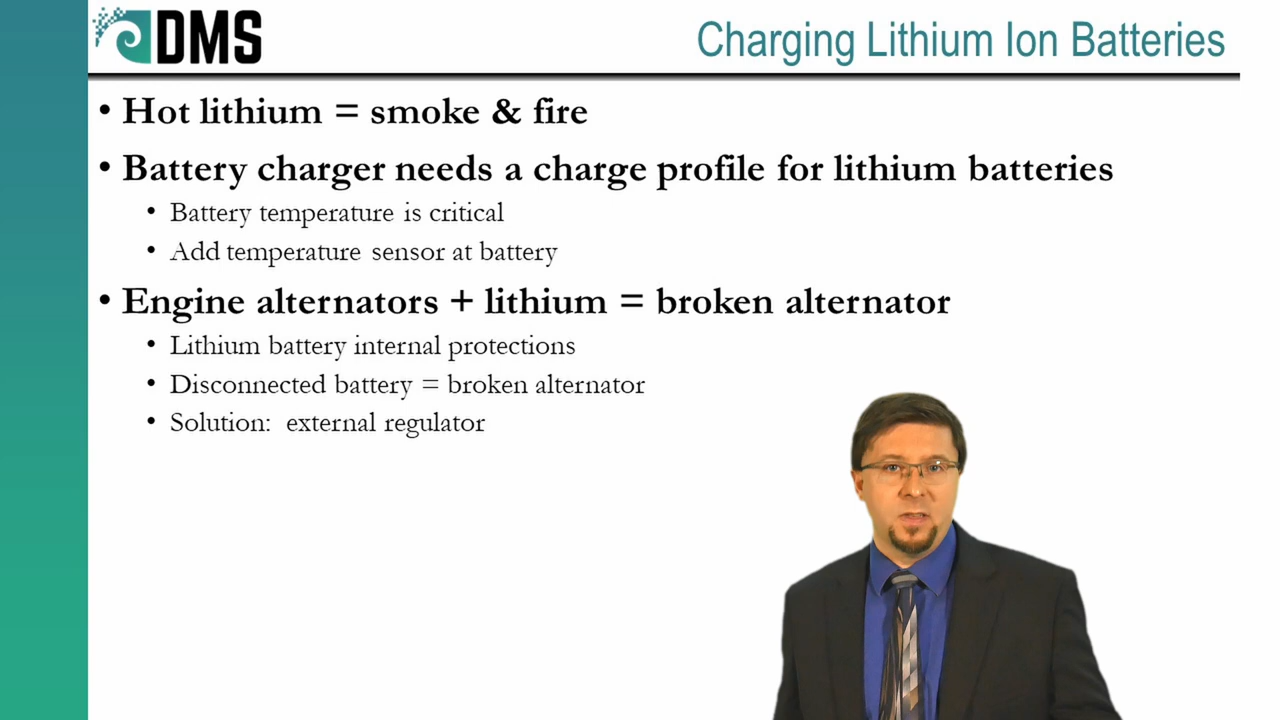 DMS
Charging Lithium Ion Batteries
• Hot lithium = smoke & fire
• Battery charger needs a charge profile for lithium batteries
• Battery temperature is critical
• Add temperature sensor at battery
• Engine alternators + lithium = broken alternator
• Lithium battery internal protections
• Disconnected battery = broken alternator
• Solution:  external regulator